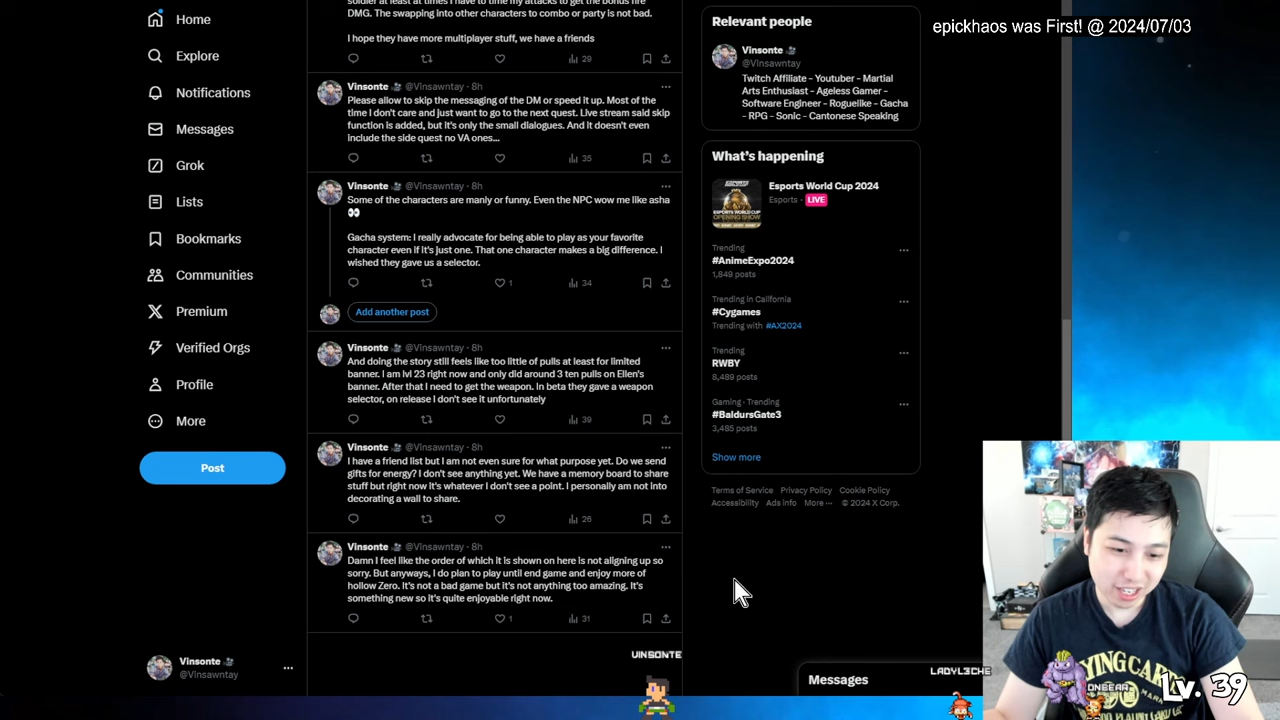 epickhaos was First! @ 2024/07/03
Home
Explore
Notifications
Messages
Grok
Lists
Bookmarks
Communities
Premium
Verified Orgs
Profile
More
Post
Vinsonte
@Vinsawntay
soldier at least at times I have to time my attacks to get the bonus fire
DMG. The swapping into other characters to combo or party is not bad.
I hope they have more multiplayer stuff, we have a friends
29
Vinsonte @Vinsawntay · 8h
Please allow to skip the messaging of the DM or speed it up. Most of the
time I don't care and just want to go to the next quest. Live stream said skip
function is added, but it's only the small dialogues. And it doesn't even
include the side quest no VA ones...
35
Vinsonte @Vinsawntay · 8h
Some of the characters are manly or funny. Even the NPC wow me like asha
👀
Gacha system: I really advocate for being able to play as your favorite
character even if it's just one. That one character makes a big difference. I
wished they gave us a selector.
1 34
Add another post
Vinsonte @Vinsawntay · 8h
And doing the story still feels like too little of pulls at least for limited
banner. I am lvl 23 right now and only did around 3 ten pulls on Ellen's
banner. After that I need to get the weapon. In beta they gave a weapon
selector, on release I don't see it unfortunately
39
Vinsonte @Vinsawntay · 8h
I have a friend list but I am not even sure for what purpose yet. Do we send
gifts for energy? I don't see anything yet. We have a memory board to share
stuff but right now it's whatever I don't see a point. I personally am not into
decorating a wall to share.
26
Vinsonte @Vinsawntay · 8h
Damn I feel like the order of which it is shown on here is not aligning up so
sorry. But anyways, I do plan to play until end game and enjoy more of
hollow Zero. It's not a bad game but it's not anything too amazing. It's
something new so it's quite enjoyable right now.
1 31
VINSONTE
Relevant people
Vinsonte
@Vinsawntay
Twitch Affiliate - Youtuber - Martial
Arts Enthusiast - Ageless Gamer -
Software Engineer - Roguelike - Gacha
- RPG - Sonic - Cantonese Speaking
What's happening
Esports World Cup 2024
Esports · LIVE
Trending
#AnimeExpo2024
1,849 posts
Trending in California
#Cygames
Trending with #AX2024
Trending
RWBY
8,489 posts
Gaming · Trending
#BaldursGate3
3,485 posts
Show more
Terms of Service Privacy Policy Cookie Policy
Accessibility Ads info More ··· © 2024 X Corp.
Messages
LADYL3CHE
Lv. 39